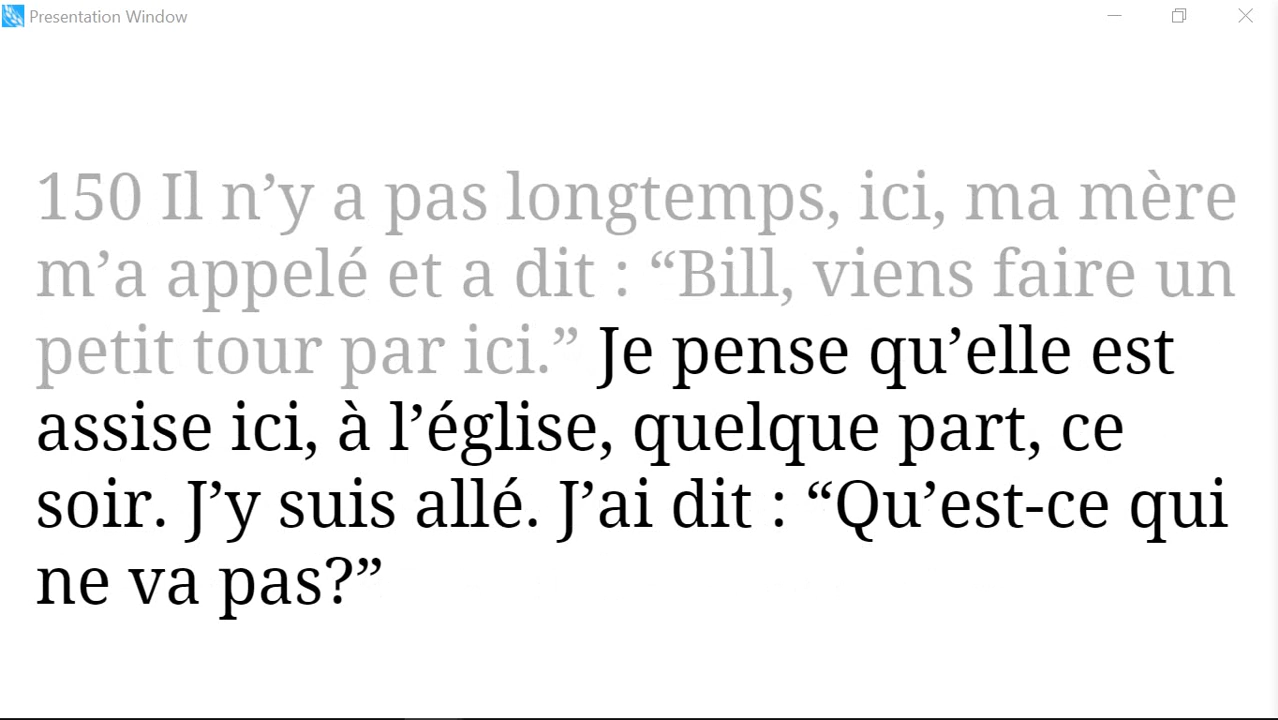 Presentation Window
150 Il n’y a pas longtemps, ici, ma mère
m’a appelé et a dit : “Bill, viens faire un
petit tour par ici.” Je pense qu’elle est
assise ici, à l’église, quelque part, ce
soir. J’y suis allé. J’ai dit : “Qu’est-ce qui
ne va pas?”